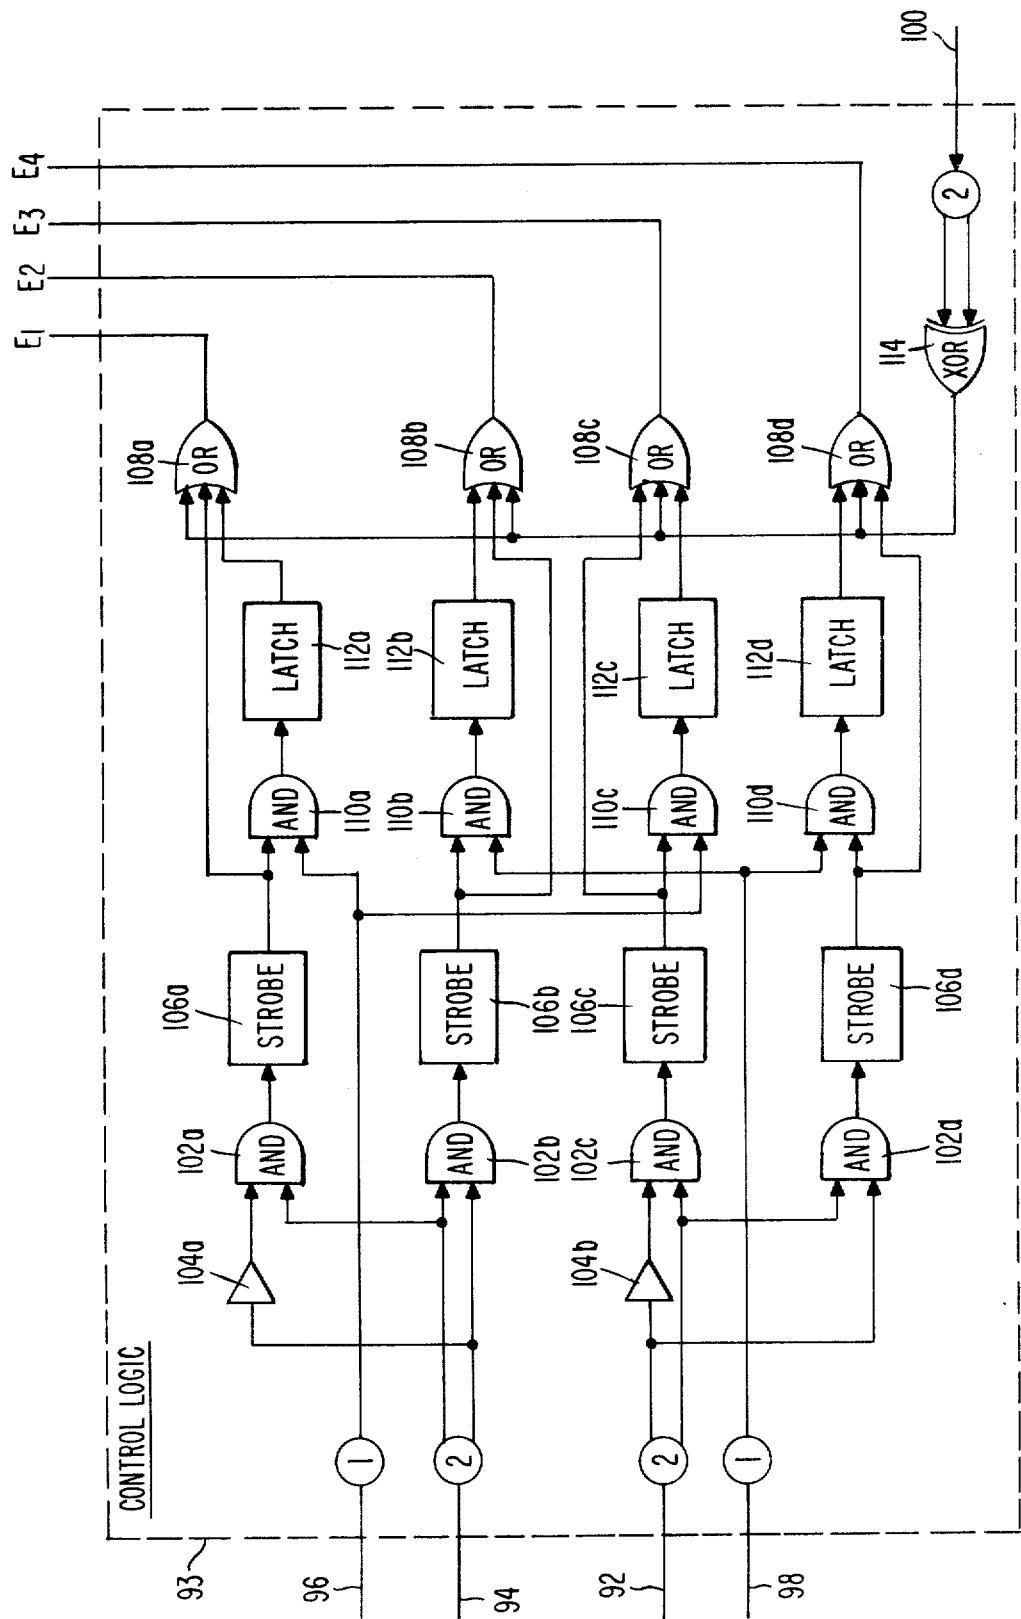 CONTROL LOGIC
93
96
94
92
98
100
E1
E2
E3
E4
1
2
2
1
2
104a
104b
102a
AND
102b
AND
102c
AND
102d
AND
106a
STROBE
106b
STROBE
106c
STROBE
106d
STROBE
110a
AND
110b
AND
110c
AND
110d
AND
112a
LATCH
112b
LATCH
112c
LATCH
112d
LATCH
108a
OR
108b
OR
108c
OR
108d
OR
114
XOR